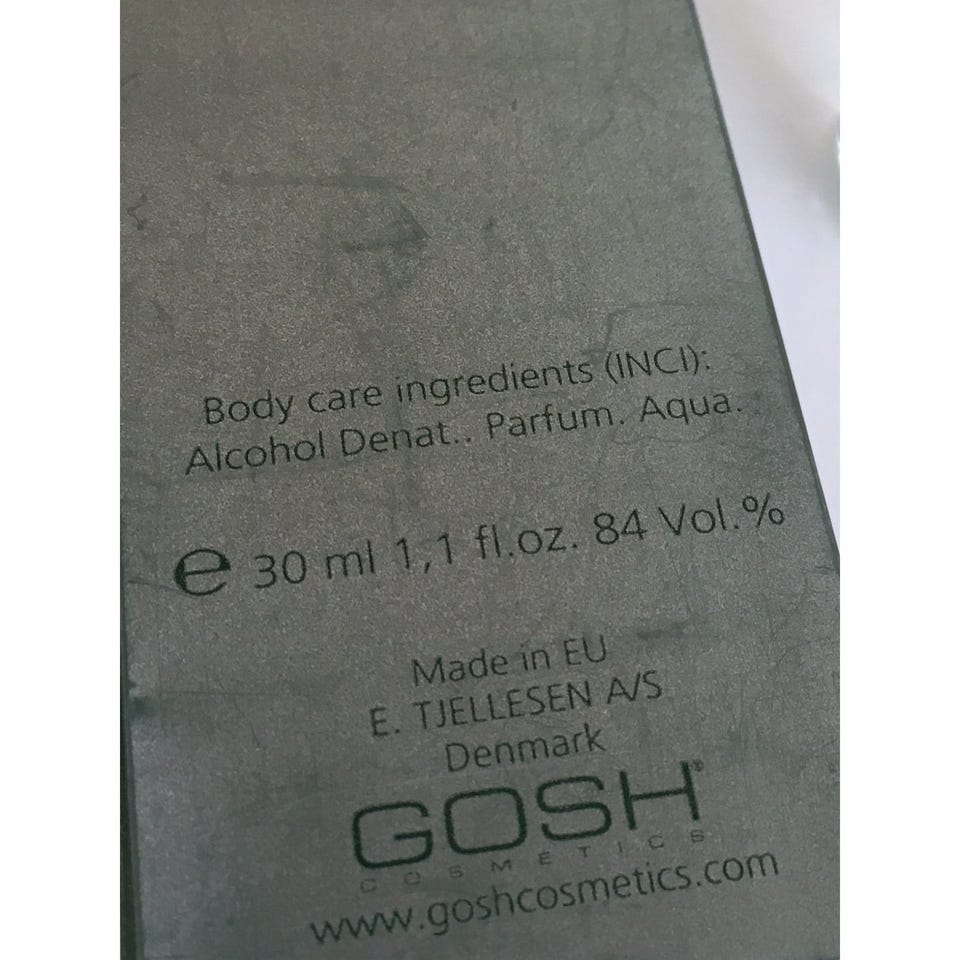 Body care ingredients (INCI):
Alcohol Denat.. Parfum. Aqua.
e 30 ml 1,1 fl.oz. 84 Vol.%
Made in EU
E. TJELLESEN A/S
Denmark
GOSH®
COSMETICS
www.goshcosmetics.com